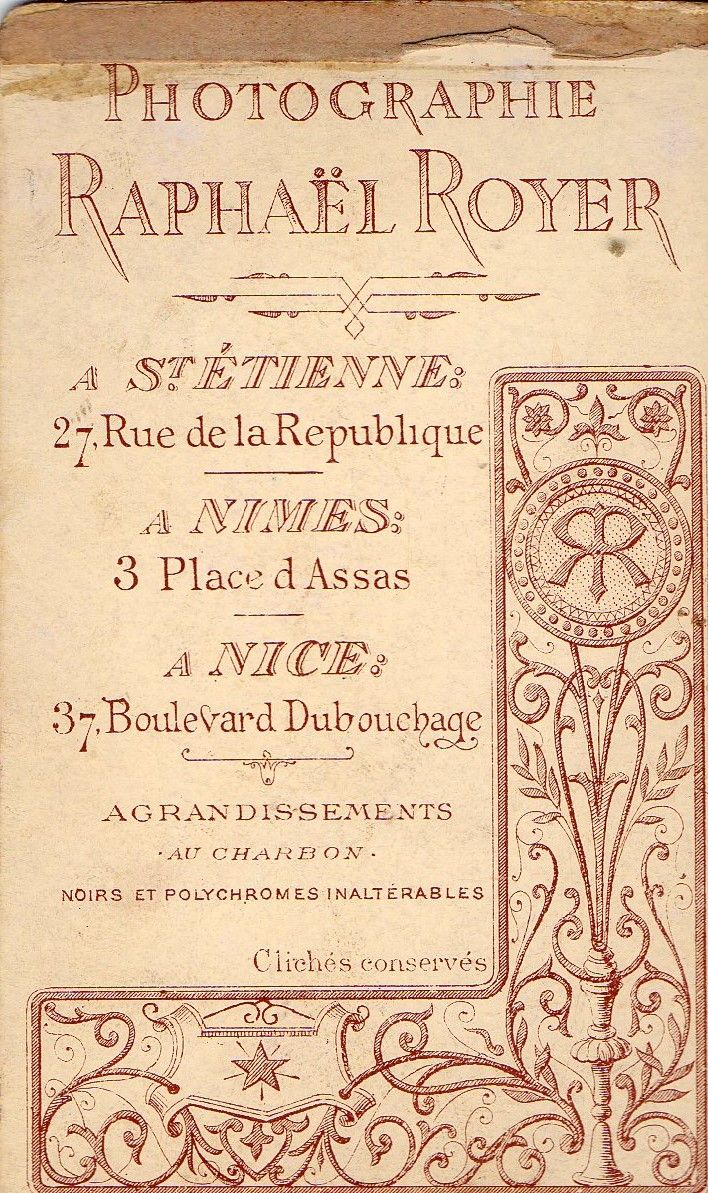 PHOTOGRAPHIE
RAPHAËL ROYER
A ST. ÉTIENNE:
27, Rue de la Republique
A NIMES:
3 Place d Assas
A NICE:
37, Boulevard Dubouchage
AGRANDISSEMENTS
·AU CHARBON·
NOIRS ET POLYCHROMES INALTÉRABLES
Clichés conservés
RR